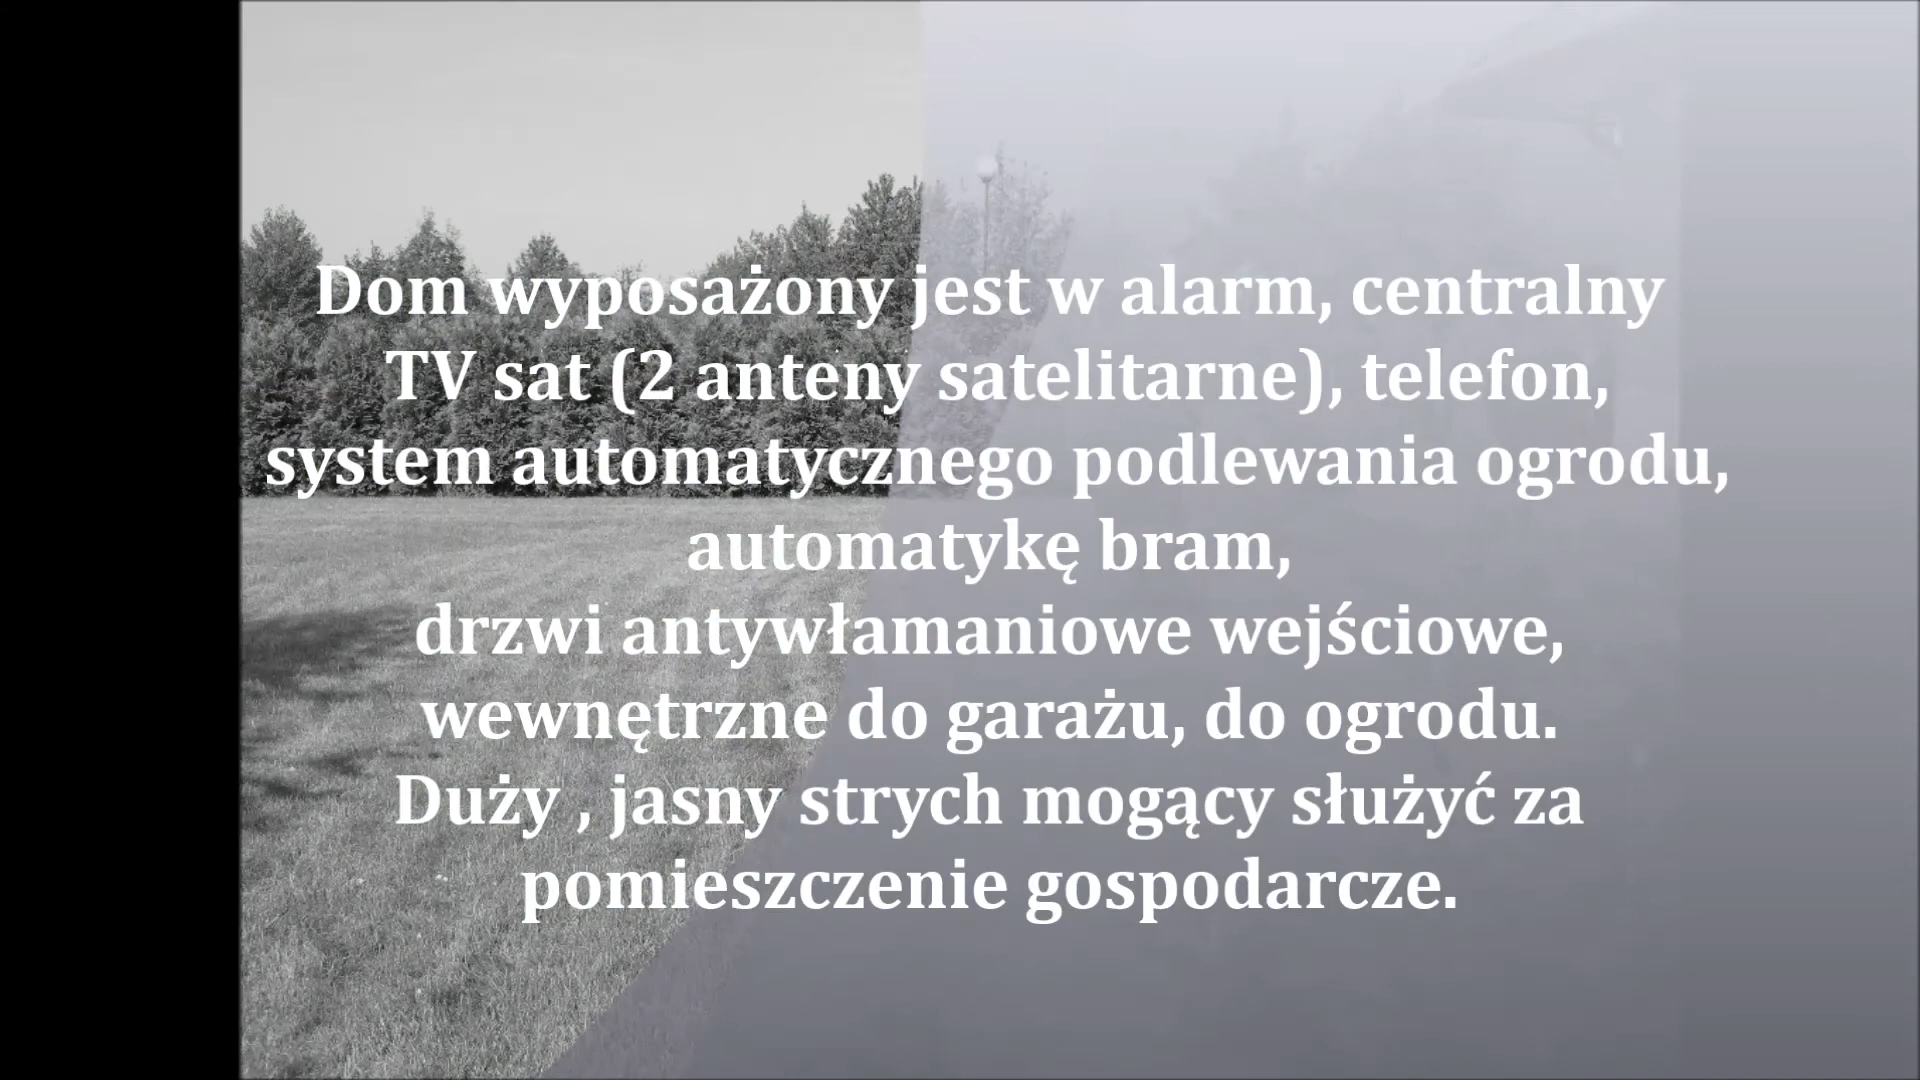 Dom wyposażony jest w alarm, centralny
TV sat (2 anteny satelitarne), telefon,
system automatycznego podlewania ogrodu,
automatykę bram,
drzwi antywłamaniowe wejściowe,
wewnętrzne do garażu, do ogrodu.
Duży , jasny strych mogący służyć za
pomieszczenie gospodarcze.